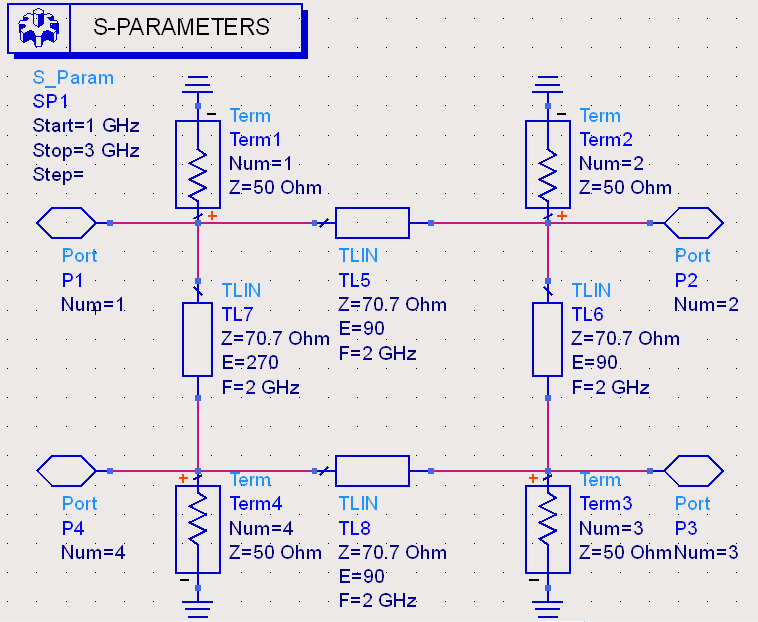 S-PARAMETERS
S_Param
SP1
Start=1 GHz
Stop=3 GHz
Step=
Term
Term1
Num=1
Z=50 Ohm
Term
Term2
Num=2
Z=50 Ohm
Port
P1
Num=1
TLIN
TL5
Z=70.7 Ohm
E=90
F=2 GHz
Port
P2
Num=2
TLIN
TL7
Z=70.7 Ohm
E=270
F=2 GHz
TLIN
TL6
Z=70.7 Ohm
E=90
F=2 GHz
Port
P4
Num=4
Term
Term4
Num=4
Z=50 Ohm
TLIN
TL8
Z=70.7 Ohm
E=90
F=2 GHz
Term
Term3
Num=3
Z=50 Ohm
Port
P3
Num=3